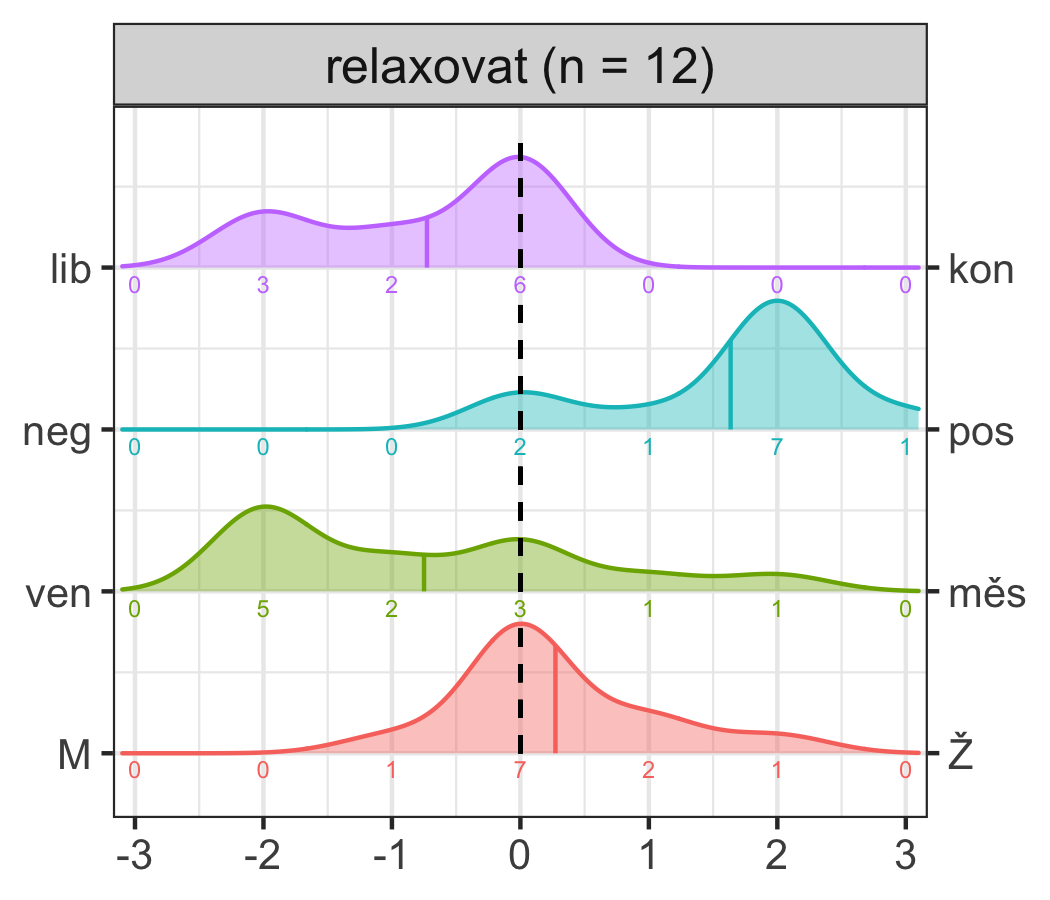 relaxovat (n = 12)
lib kon
0 3 2 6 0 0 0
neg pos
0 0 0 2 1 7 1
ven měs
0 5 2 3 1 1 0
M Ž
0 0 1 7 2 1 0
-3 -2 -1 0 1 2 3